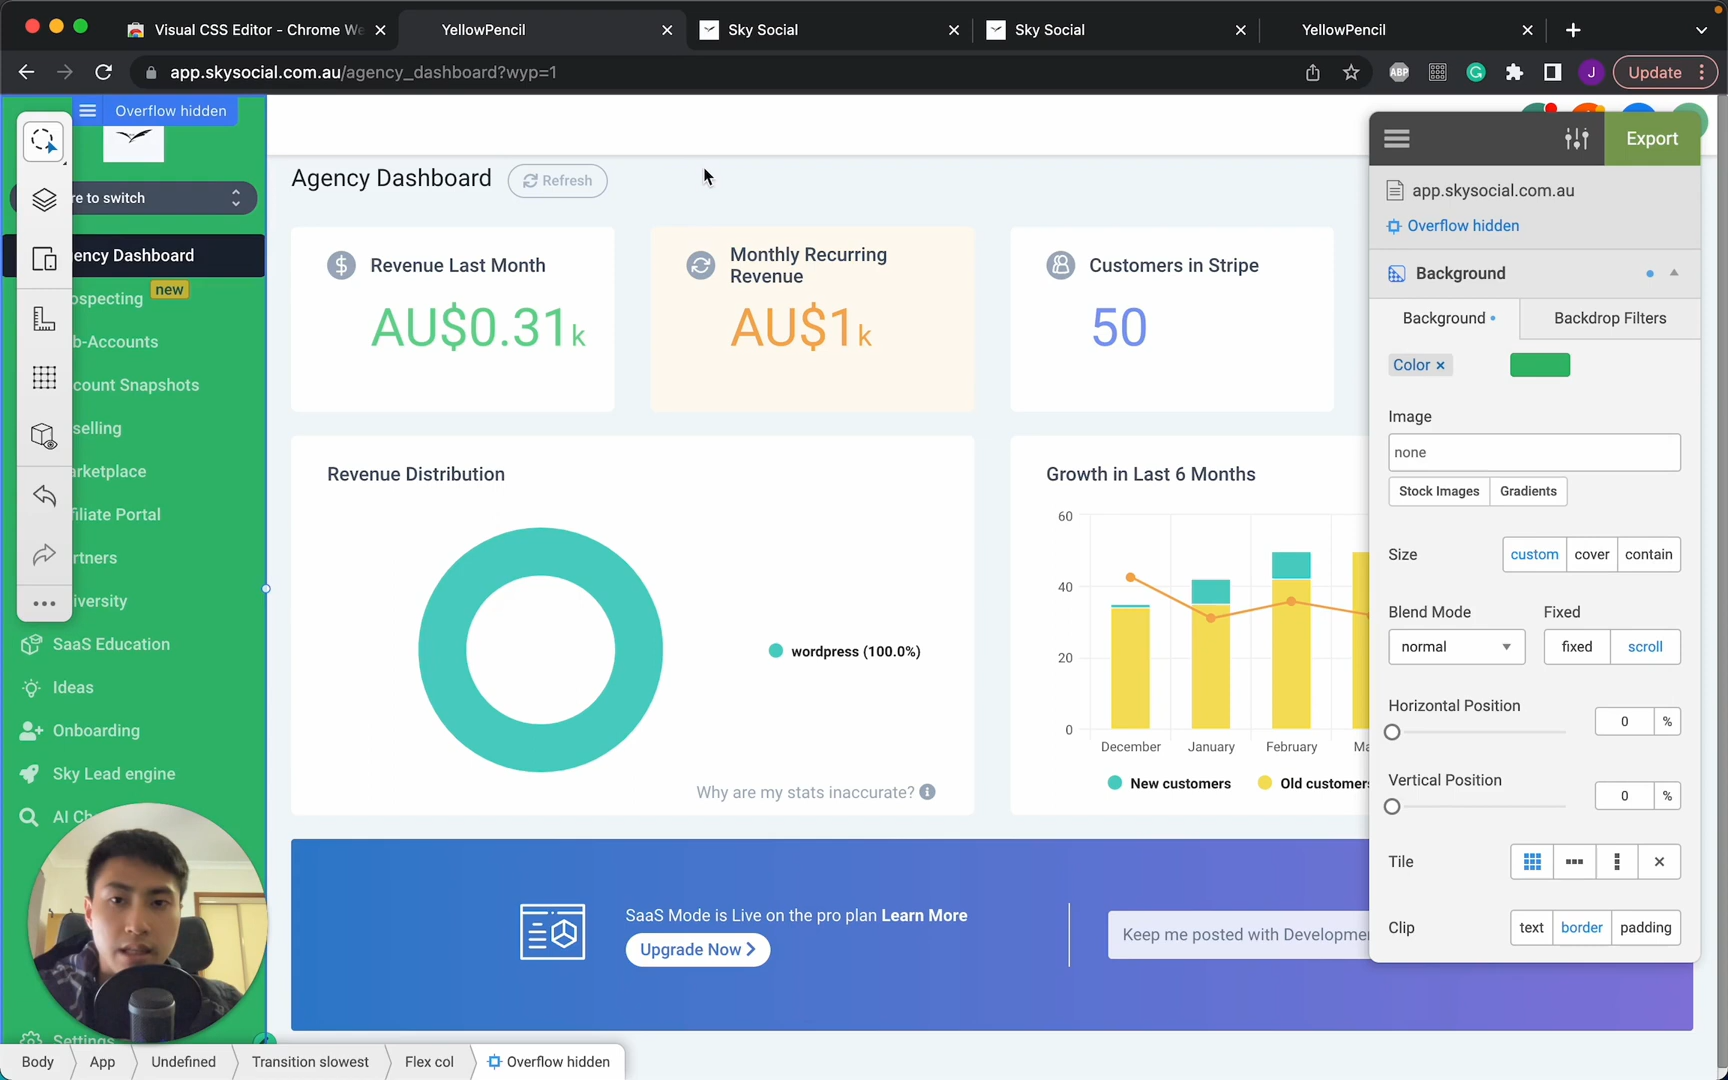 Visual CSS Editor - Chrome We
YellowPencil
Sky Social
Sky Social
YellowPencil
app.skysocial.com.au/agency_dashboard?wyp=1
ABP
J
Update
Overflow hidden
re to switch
ency Dashboard
ospecting
new
b-Accounts
count Snapshots
selling
arketplace
filiate Portal
rtners
iversity
SaaS Education
Ideas
Onboarding
Sky Lead engine
AI Ch
Settings
Agency Dashboard
Refresh
Revenue Last Month
AU$0.31k
Monthly Recurring
Revenue
AU$1k
Customers in Stripe
50
Revenue Distribution
wordpress (100.0%)
Why are my stats inaccurate?
Growth in Last 6 Months
60
40
20
0
December
January
February
Ma
New customers
Old customers
SaaS Mode is Live on the pro plan Learn More
Upgrade Now
Keep me posted with Developme
Export
app.skysocial.com.au
Overflow hidden
Background
Background
Backdrop Filters
Color ×
Image
none
Stock Images
Gradients
Size
custom
cover
contain
Blend Mode
Fixed
normal
fixed
scroll
Horizontal Position
0
%
Vertical Position
0
%
Tile
Clip
text
border
padding
Body
App
Undefined
Transition slowest
Flex col
Overflow hidden